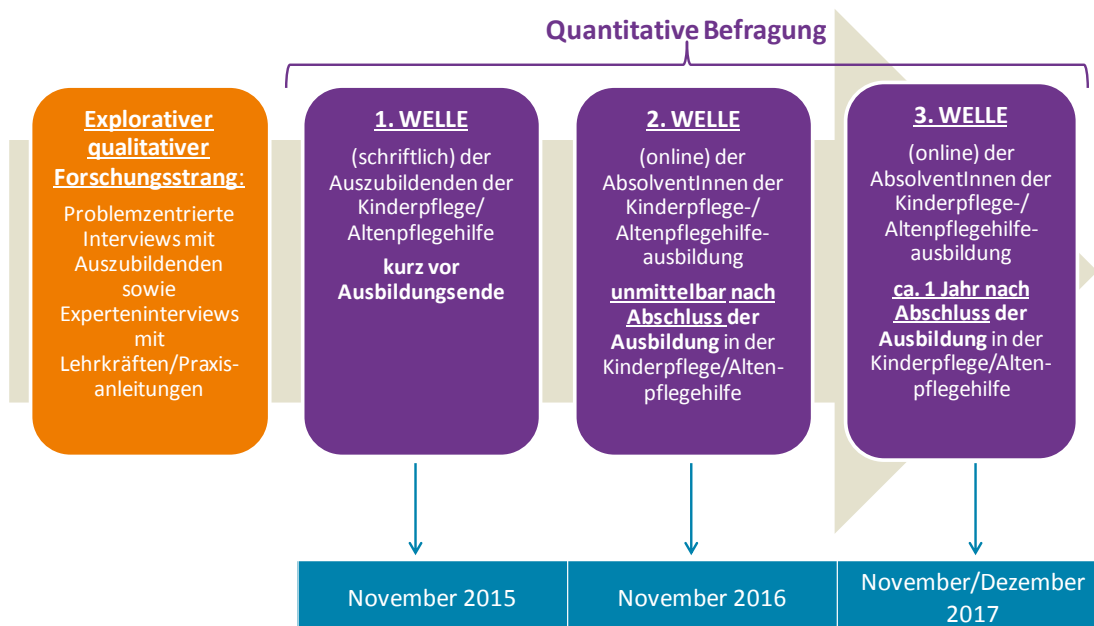 Quantitative Befragung
Explorativer
qualitativer
Forschungsstrang:
Problemzentrierte
Interviews mit
Auszubildenden
sowie
Experteninterviews
mit
Lehrkräften/Praxis-
anleitungen
1. WELLE
(schriftlich) der
Auszubildenden der
Kinderpflege/
Altenpflegehilfe
kurz vor
Ausbildungsende
2. WELLE
(online) der
AbsolventInnen der
Kinderpflege-/
Altenpflegehilfe-
ausbildung
unmittelbar nach
Abschluss der
Ausbildung in der
Kinderpflege/Alten-
pflegehilfe
3. WELLE
(online) der
AbsolventInnen der
Kinderpflege-/
Altenpflegehilfe-
ausbildung
ca. 1 Jahr nach
Abschluss der
Ausbildung in der
Kinderpflege/Alten-
pflegehilfe
November 2015
November 2016
November/Dezember
2017